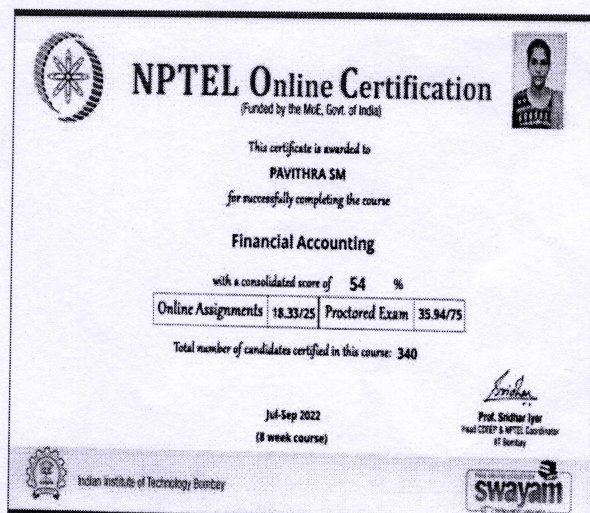 NPTEL Online Certification
(Funded by the MoE, Govt. of India)
This certificate is awarded to
PAVITHRA SM
for successfully completing the course
Financial Accounting
with a consolidated score of 54 %
Online Assignments 18.33/25 Proctored Exam 35.94/75
Total number of candidates certified in this course: 340
Jul-Sep 2022
(8 week course)
Sridhar
Prof. Sridhar Iyer
Head CDEEP & NPTEL Coordinator
IIT Bombay
Indian Institute of Technology Bombay
swayam